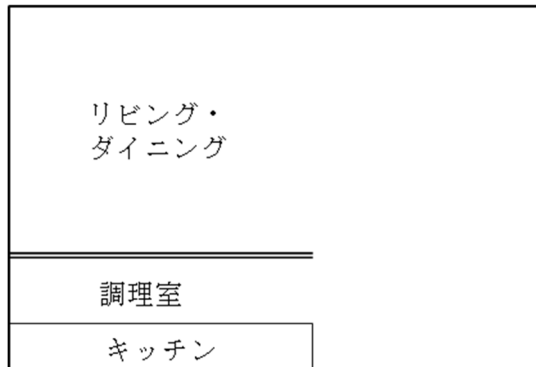 リビング・
ダイニング
調理室
キッチン